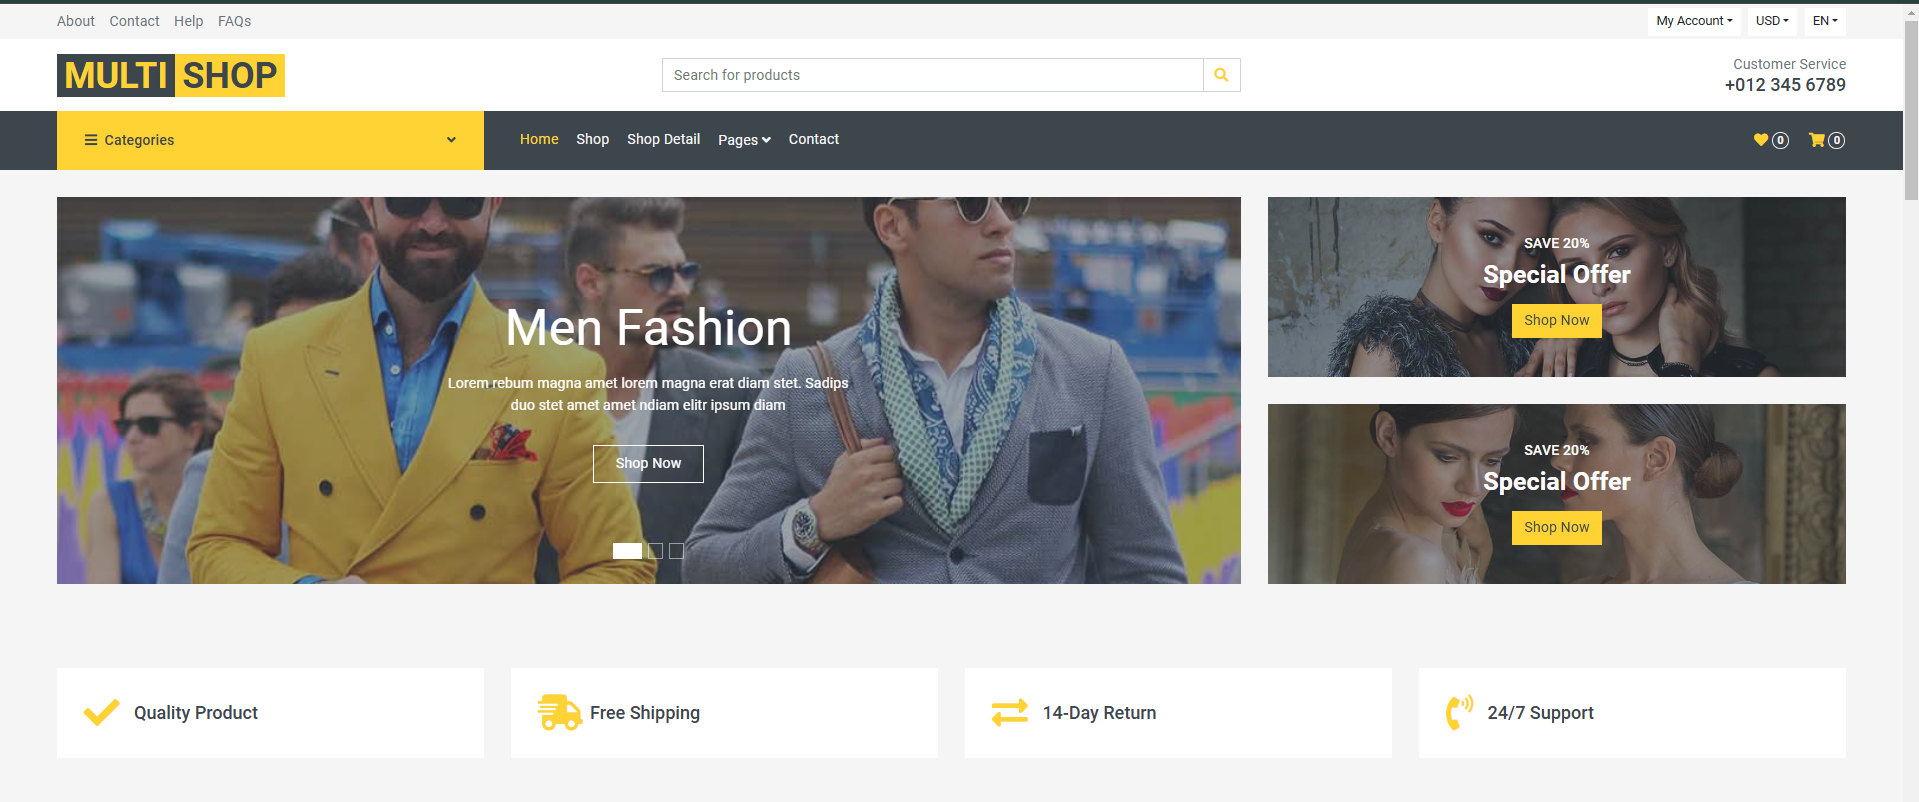 About Contact Help FAQs
My Account USD EN
MULTI SHOP
Search for products
Customer Service
+012 345 6789
Categories
Home Shop Shop Detail Pages Contact
0 0
Men Fashion
Lorem rebum magna amet lorem magna erat diam stet. Sadips
duo stet amet amet ndiam elitr ipsum diam
Shop Now
SAVE 20%
Special Offer
Shop Now
SAVE 20%
Special Offer
Shop Now
Quality Product
Free Shipping
14-Day Return
24/7 Support